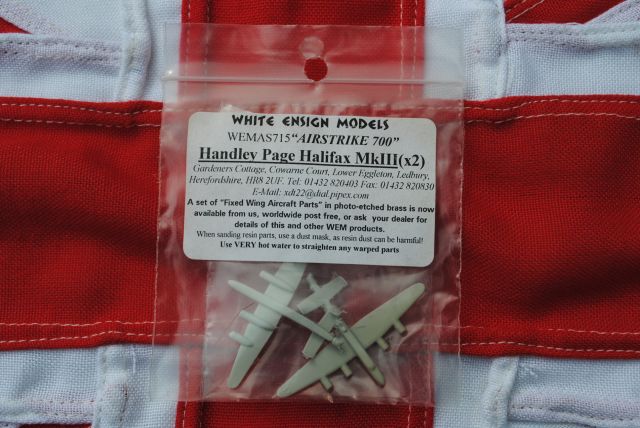 WHITE ENSIGN MODELS
WEMAS715"AIRSTRIKE 700"
Handley Page Halifax MkIII(x2)
Gardeners Cottage, Cowarne Court, Lower Eggleton, Ledbury,
Herefordshire, HR8 2UF. Tel: 01432 820403 Fax: 01432 820830
E-Mail: xdt22@dial.pipex.com
A set of "Fixed Wing Aircraft Parts" in photo-etched brass is now
available from us, worldwide post free, or ask your dealer for
details of this and other WEM products.
When sanding resin parts, use a dust mask, as resin dust can be harmful!
Use VERY hot water to straighten any warped parts